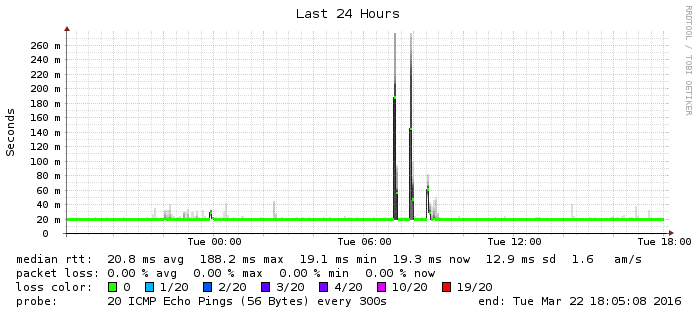 Last 24 Hours
RRDTOOL / TOBI OETIKER
Seconds
260 m
240 m
220 m
200 m
180 m
160 m
140 m
120 m
100 m
80 m
60 m
40 m
20 m
0
Tue 00:00 Tue 06:00 Tue 12:00 Tue 18:00
median rtt: 20.8 ms avg 188.2 ms max 19.1 ms min 19.3 ms now 12.9 ms sd 1.6 am/s
packet loss: 0.00 % avg 0.00 % max 0.00 % min 0.00 % now
loss color: 0 1/20 2/20 3/20 4/20 10/20 19/20
probe: 20 ICMP Echo Pings (56 Bytes) every 300s end: Tue Mar 22 18:05:08 2016